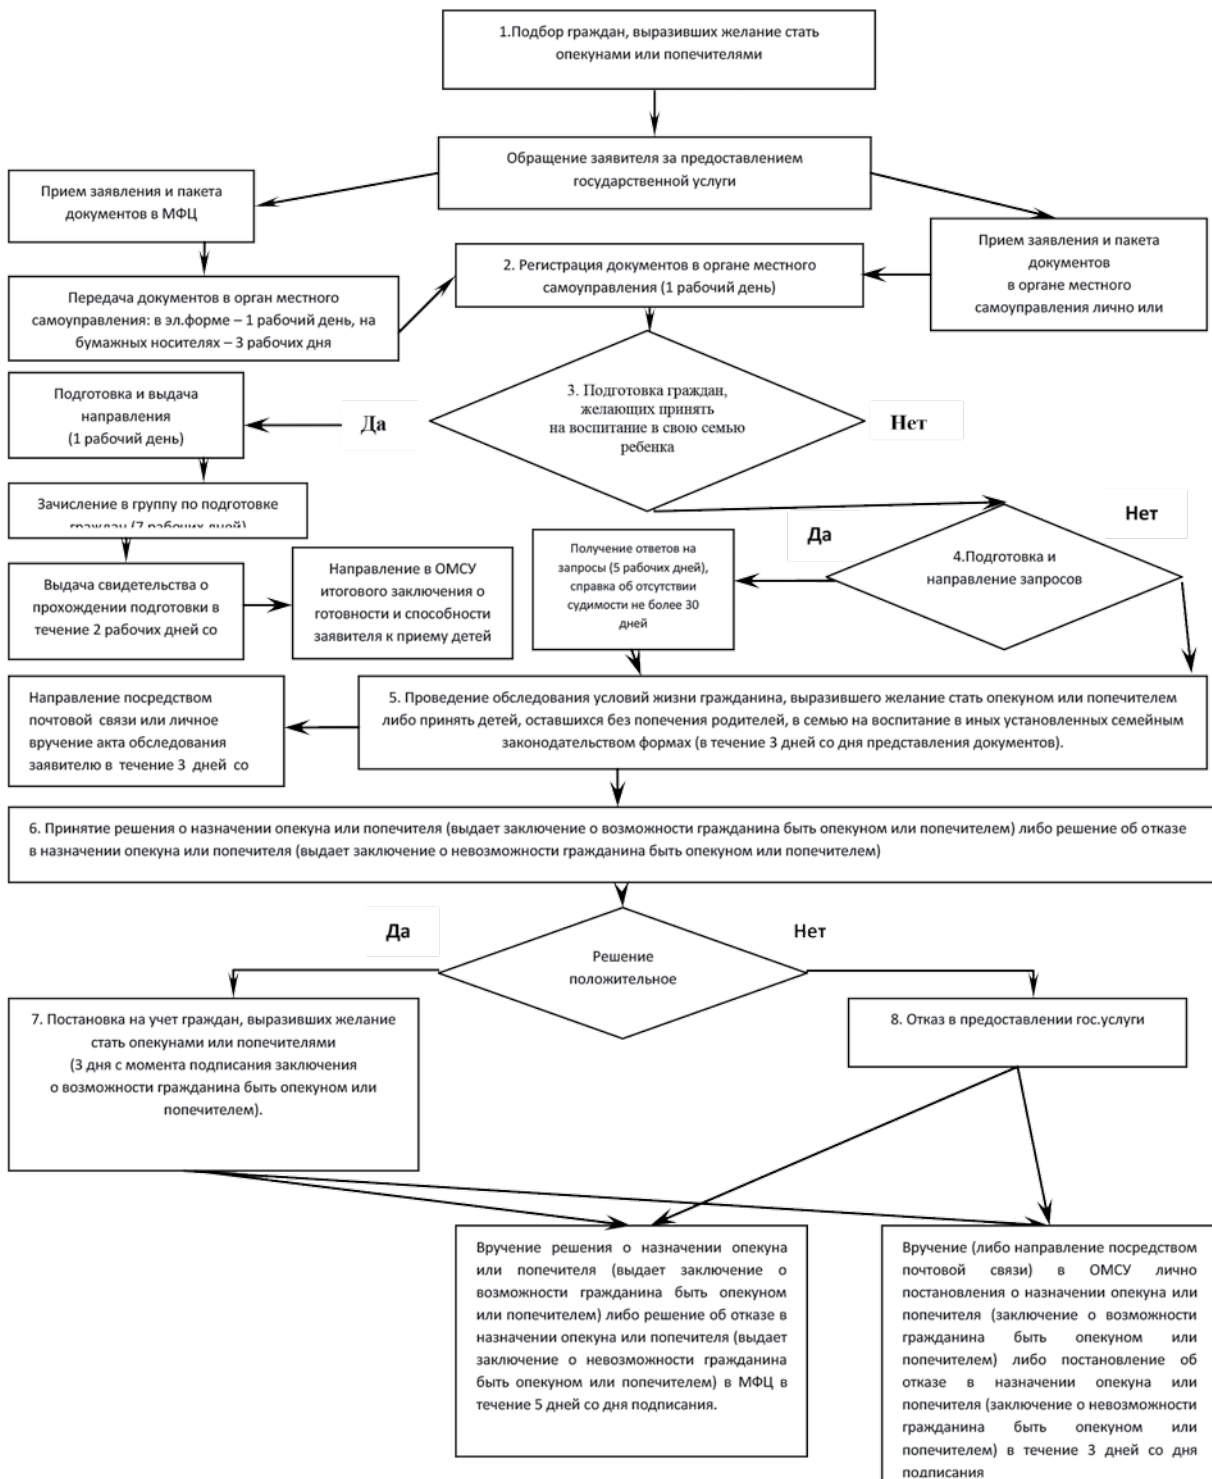 1.Подбор граждан, выразивших желание стать
опекунами или попечителями
Обращение заявителя за предоставлением
государственной услуги
Прием заявления и пакета
документов в МФЦ
Прием заявления и пакета
документов
в органе местного
самоуправления лично или
2. Регистрация документов в органе местного
самоуправления (1 рабочий день)
Передача документов в орган местного
самоуправления: в эл.форме – 1 рабочий день, на
бумажных носителях – 3 рабочих дня
3. Подготовка граждан,
желающих принять
на воспитание в свою семью
ребенка
Да
Нет
Подготовка и выдача
направления
(1 рабочий день)
Зачисление в группу по подготовке
граждан (7 рабочих дней)
Выдача свидетельства о
прохождении подготовки в
течение 2 рабочих дней со
Направление в ОМСУ
итогового заключения о
готовности и способности
заявителя к приему детей
Получение ответов на
запросы (5 рабочих дней),
справка об отсутствии
судимости не более 30
дней
Да
Нет
4.Подготовка и
направление запросов
Направление посредством
почтовой связи или личное
вручение акта обследования
заявителю в течение 3 дней со
5. Проведение обследования условий жизни гражданина, выразившего желание стать опекуном или попечителем
либо принять детей, оставшихся без попечения родителей, в семью на воспитание в иных установленных семейным
законодательством формах (в течение 3 дней со дня представления документов).
6. Принятие решения о назначении опекуна или попечителя (выдает заключение о возможности гражданина быть опекуном или попечителем) либо решение об отказе
в назначении опекуна или попечителя (выдает заключение о невозможности гражданина быть опекуном или попечителем)
Да
Нет
Решение
положительное
7. Постановка на учет граждан, выразивших желание
стать опекунами или попечителями
(3 дня с момента подписания заключения
о возможности гражданина быть опекуном или
попечителем).
8. Отказ в предоставлении гос.услуги
Вручение решения о назначении опекуна
или попечителя (выдает заключение о
возможности гражданина быть опекуном
или попечителем) либо решение об отказе в
назначении опекуна или попечителя (выдает
заключение о невозможности гражданина
быть опекуном или попечителем) в МФЦ в
течение 5 дней со дня подписания.
Вручение (либо направление посредством
почтовой связи) в ОМСУ лично
постановления о назначении опекуна или
попечителя (заключение о возможности
гражданина быть опекуном или
попечителем) либо постановление об
отказе в назначении опекуна или
попечителя (заключение о невозможности
гражданина быть опекуном или
попечителем) в течение 3 дней со дня
подписания